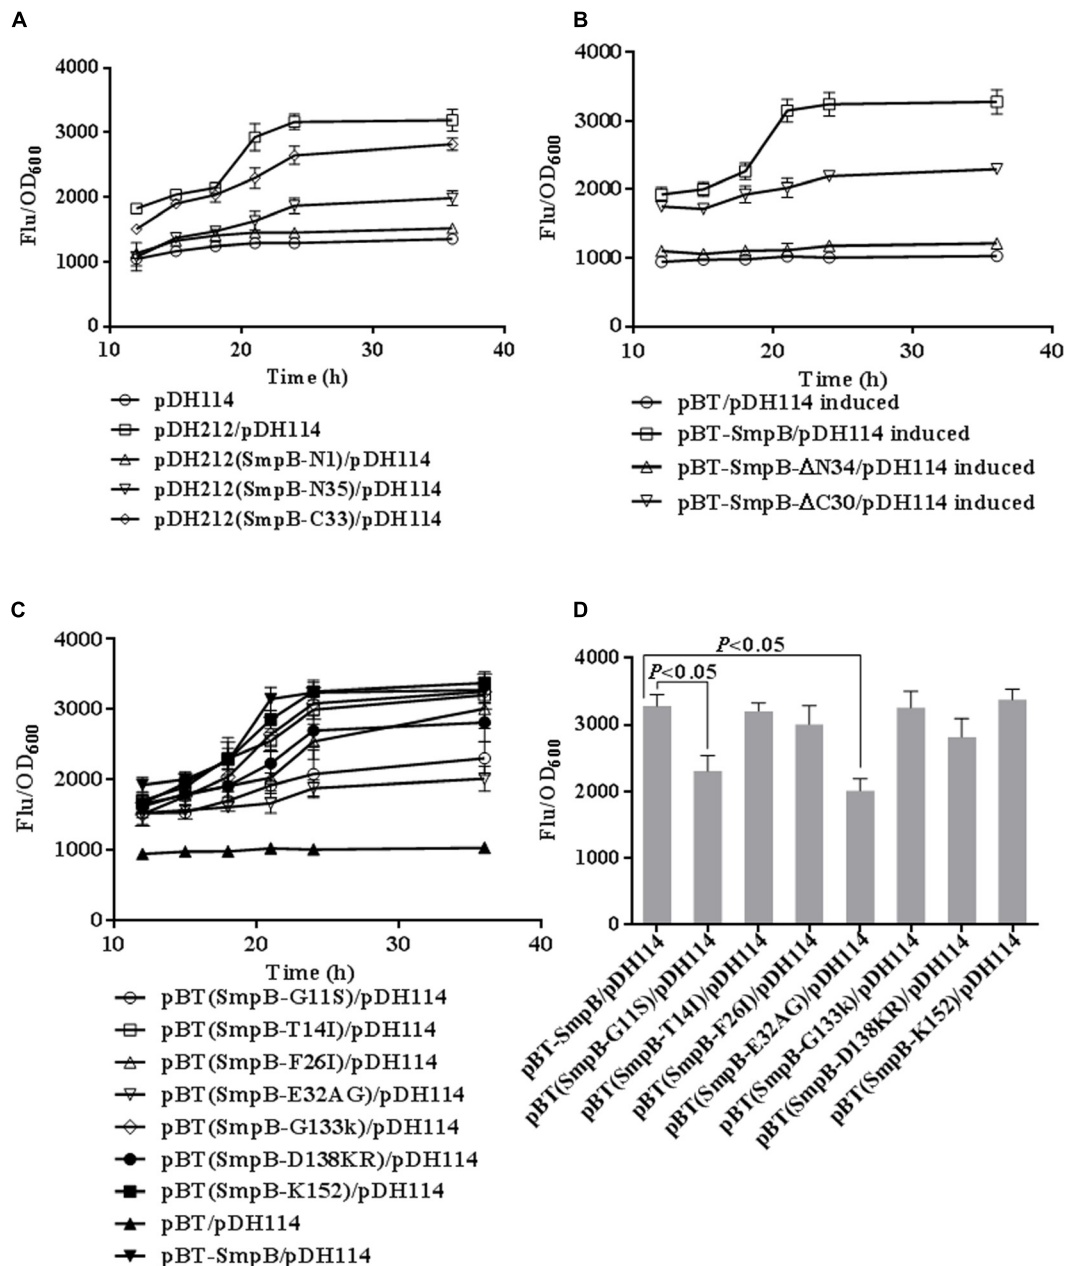 A
4000
3000
2000
1000
0
Flu/OD600
10
20
30
40
Time (h)
pDH114
pDH212/pDH114
pDH212(SmpB-N1)/pDH114
pDH212(SmpB-N35)/pDH114
pDH212(SmpB-C33)/pDH114
B
4000
3000
2000
1000
0
Flu/OD600
10
20
30
40
Time (h)
pBT/pDH114 induced
pBT-SmpB/pDH114 induced
pBT-SmpB-ΔN34/pDH114 induced
pBT-SmpB-ΔC30/pDH114 induced
C
4000
3000
2000
1000
0
Flu/OD600
10
20
30
40
Time (h)
pBT(SmpB-G11S)/pDH114
pBT(SmpB-T14I)/pDH114
pBT(SmpB-F26I)/pDH114
pBT(SmpB-E32AG)/pDH114
pBT(SmpB-G133k)/pDH114
pBT(SmpB-D138KR)/pDH114
pBT(SmpB-K152)/pDH114
pBT/pDH114
pBT-SmpB/pDH114
D
P<0.05
P<0.05
4000
3000
2000
1000
0
Flu/OD600
pBT-SmpB/pDH114
pBT(SmpB-G11S)/pDH114
pBT(SmpB-T14I)/pDH114
pBT(SmpB-F26I)/pDH114
pBT(SmpB-E32AG)/pDH114
pBT(SmpB-G133k)/pDH114
pBT(SmpB-D138KR)/pDH114
pBT(SmpB-K152)/pDH114